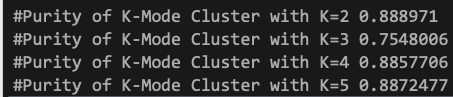 #Purity of K-Mode Cluster with K=2 0.888971
#Purity of K-Mode Cluster with K=3 0.7548006
#Purity of K-Mode Cluster with K=4 0.8857706
#Purity of K-Mode Cluster with K=5 0.8872477